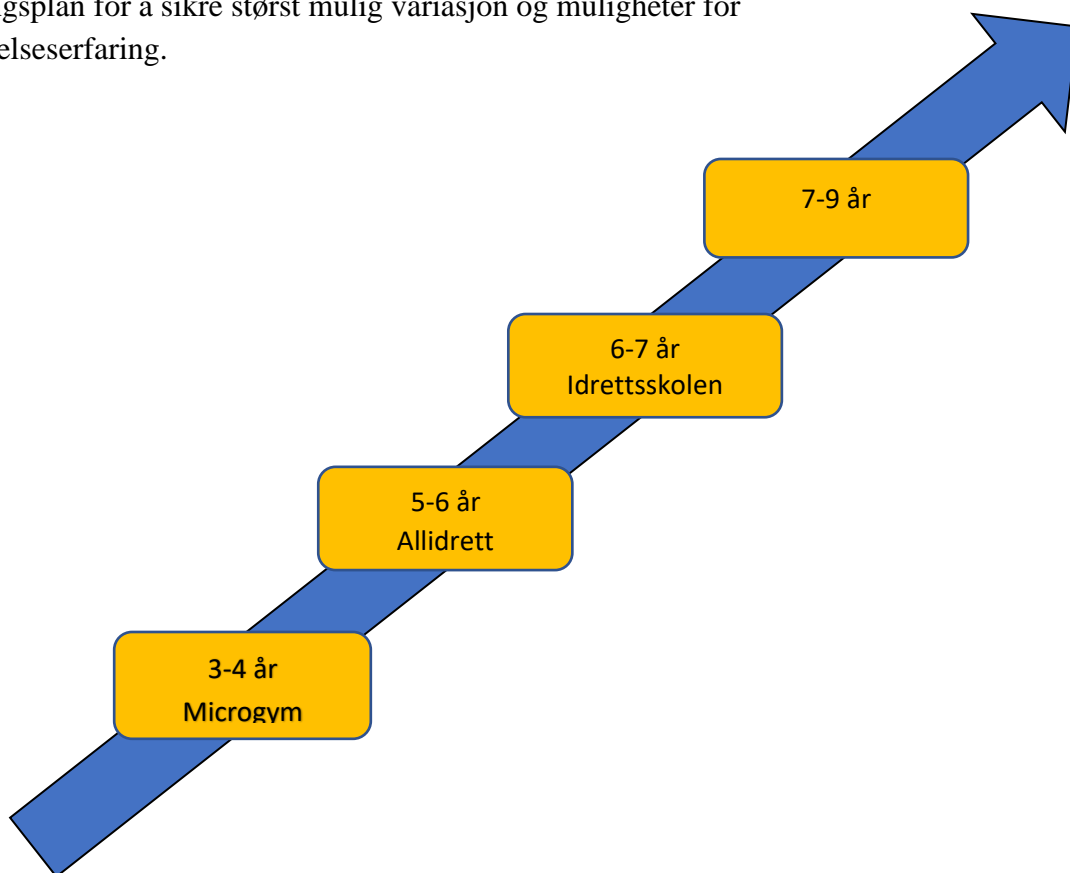 ngsplan for å sikre størst mulig variasjon og muligheter for
elseserfaring.
7-9 år
6-7 år
Idrettsskolen
5-6 år
Allidrett
3-4 år
Microgym